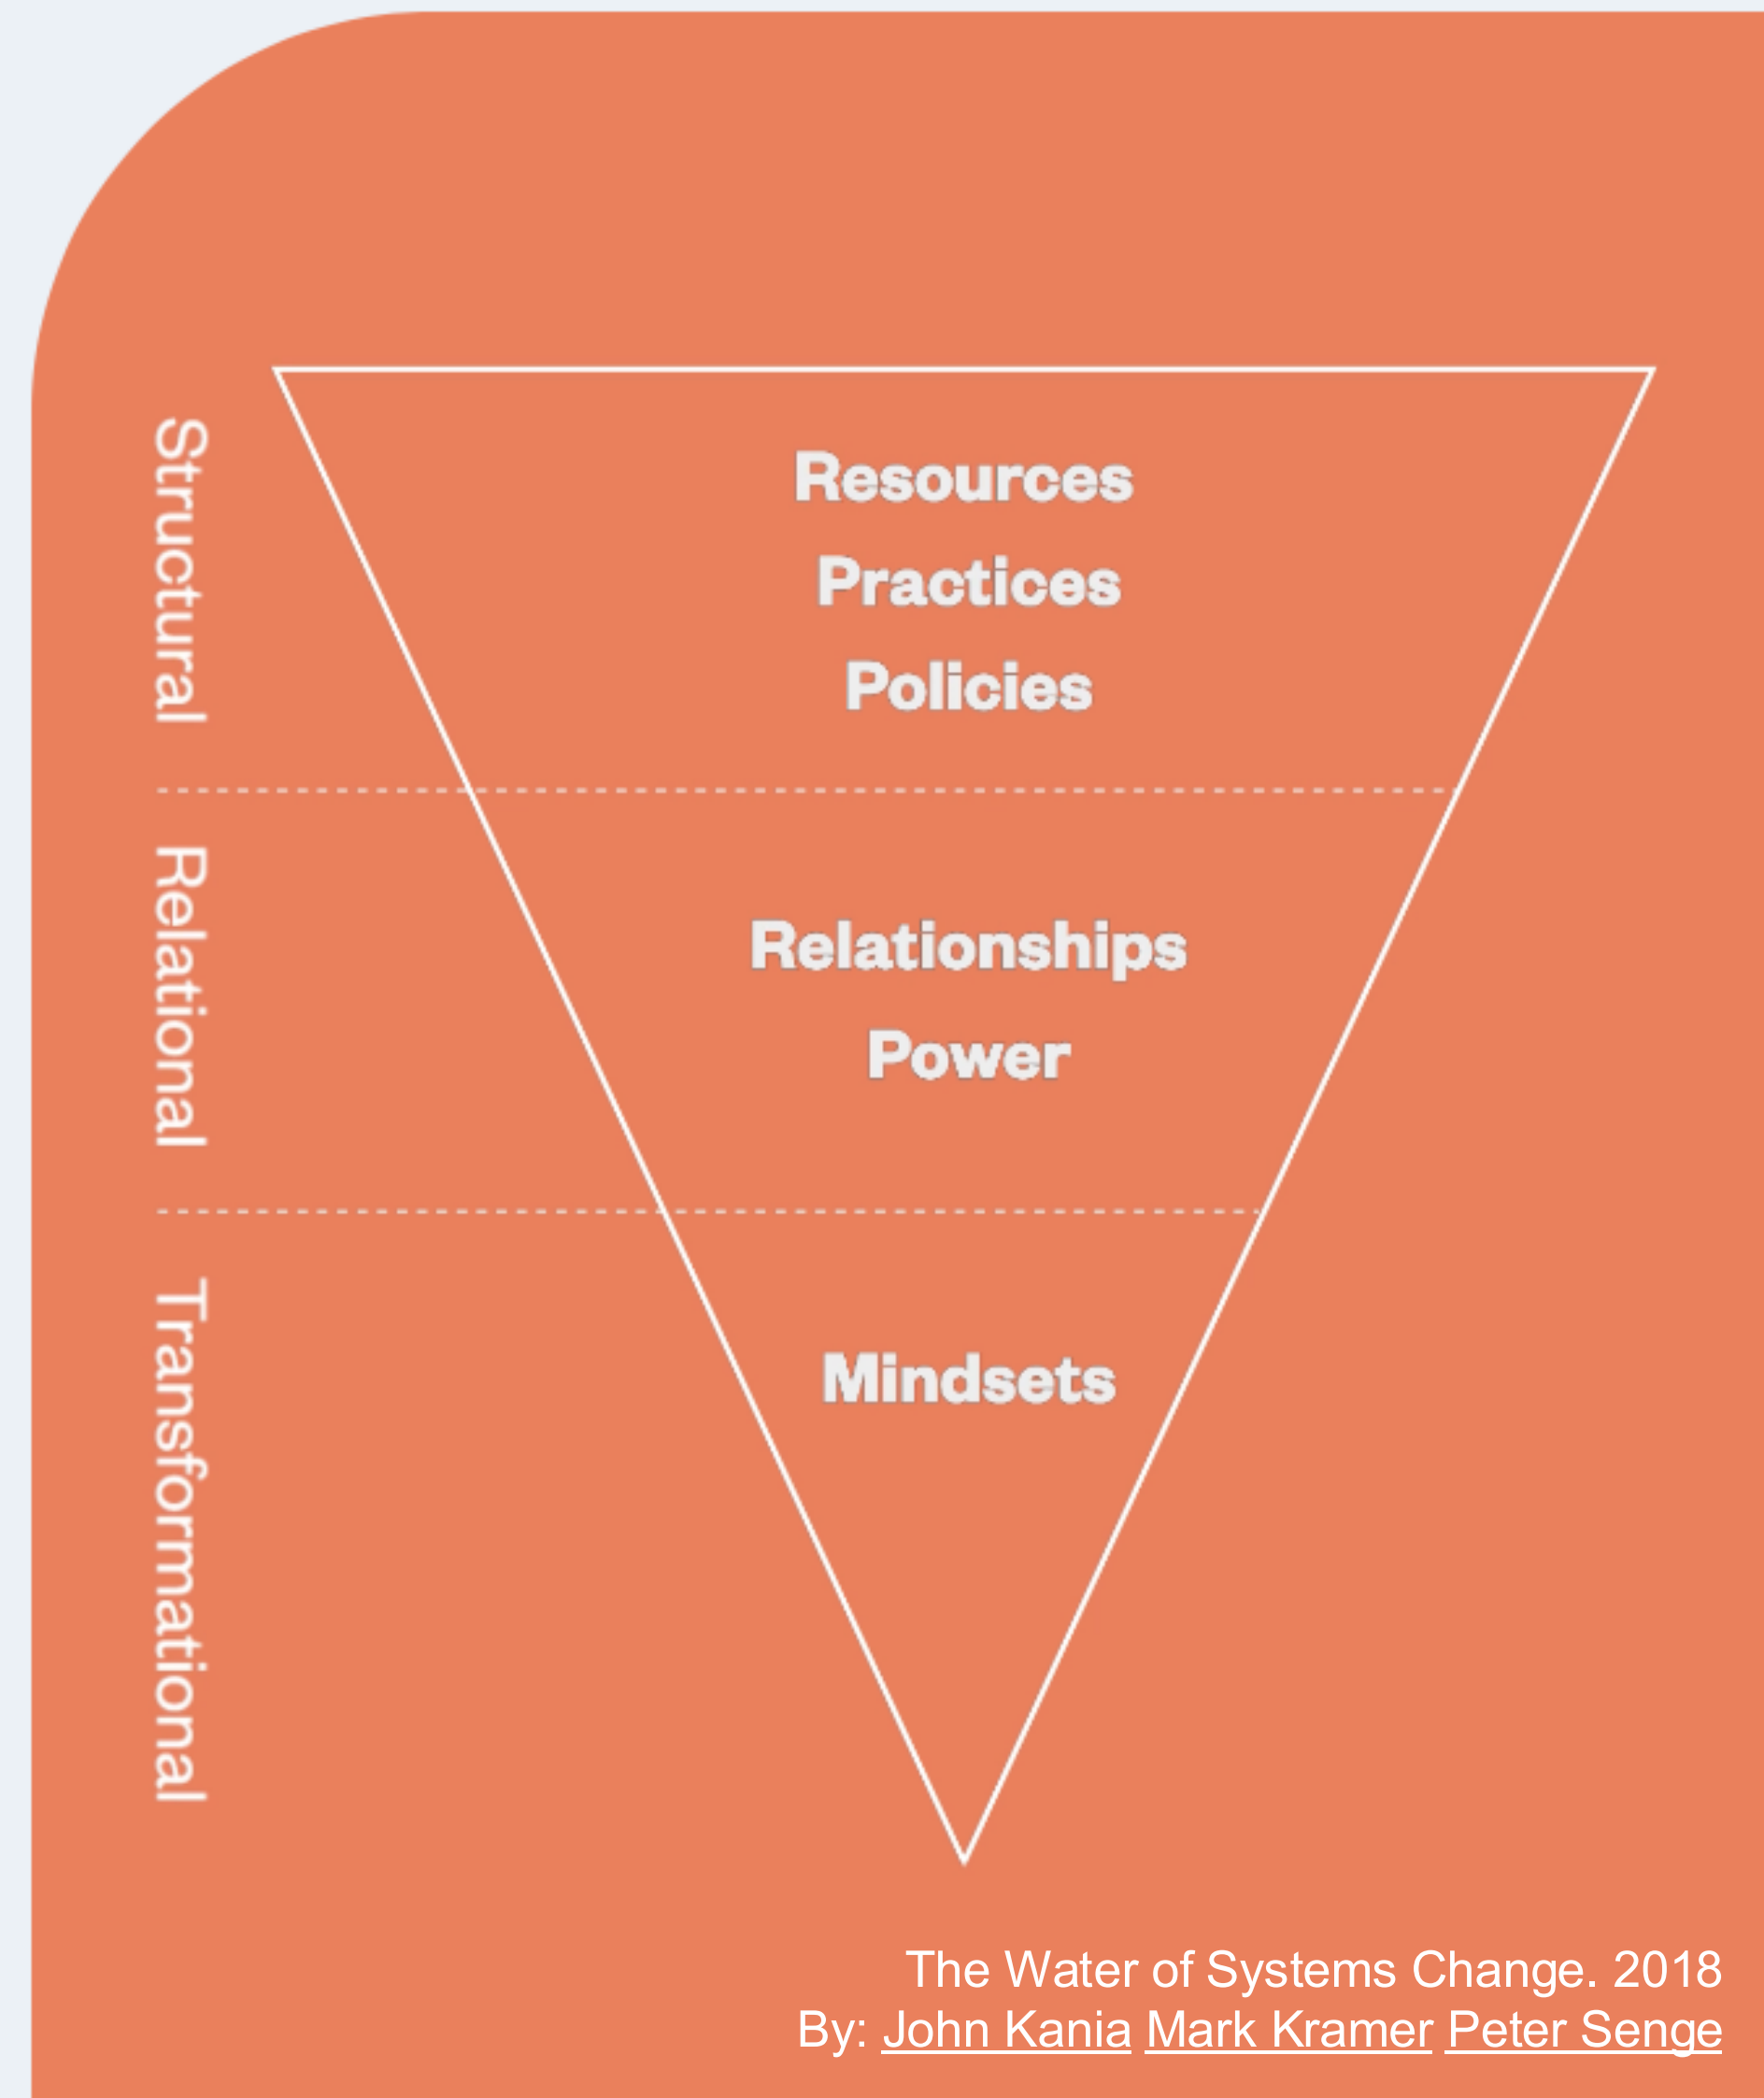 Structural
Resources
Practices
Policies
Relational
Relationships
Power
Transformational
Mindsets
The Water of Systems Change. 2018
By: John Kania Mark Kramer Peter Senge